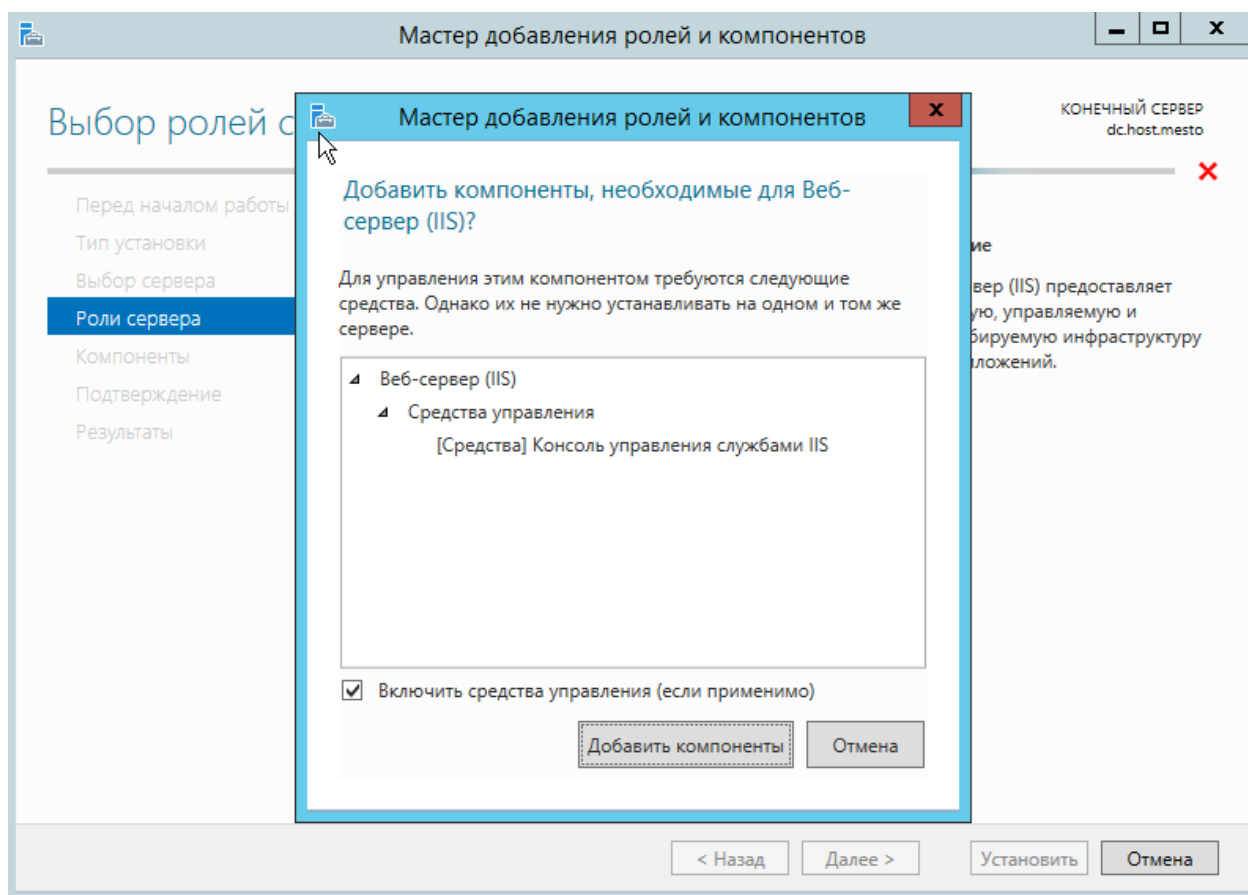 Мастер добавления ролей и компонентов
Выбор ролей с
КОНЕЧНЫЙ СЕРВЕР
dc.host.mesto
Перед началом работы
Тип установки
Выбор сервера
Роли сервера
Компоненты
Подтверждение
Результаты
Мастер добавления ролей и компонентов
Добавить компоненты, необходимые для Веб-
сервер (IIS)?
Для управления этим компонентом требуются следующие
средства. Однако их не нужно устанавливать на одном и том же
сервере.
Веб-сервер (IIS)
Средства управления
[Средства] Консоль управления службами IIS
Включить средства управления (если применимо)
Добавить компоненты
Отмена
ие
вер (IIS) предоставляет
ую, управляемую и
бируемую инфраструктуру
ложений.
< Назад
Далее >
Установить
Отмена